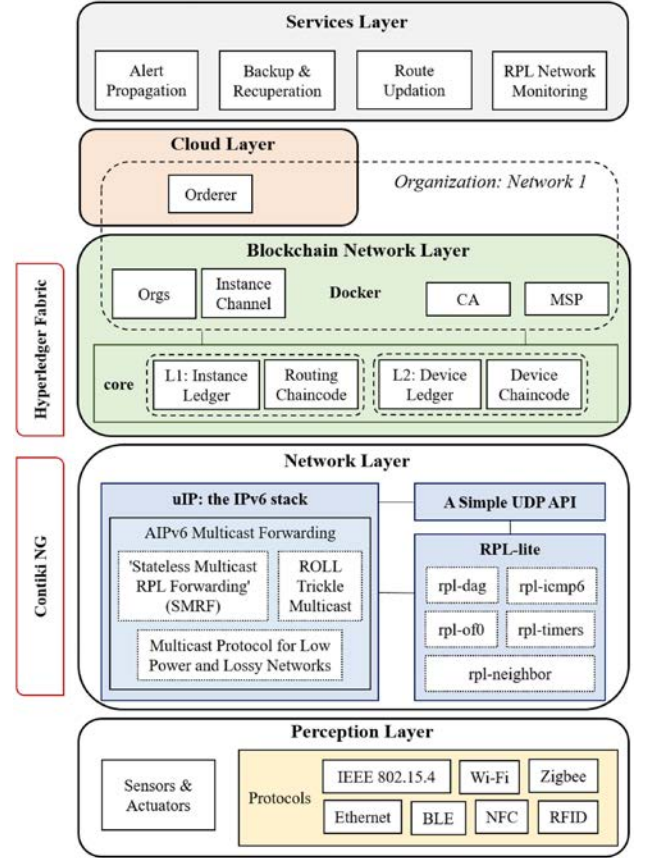 Services Layer
Alert
Propagation
Backup &
Recuperation
Route
Updation
RPL Network
Monitoring
Cloud Layer
Orderer
Organization: Network 1
Hyperledger Fabric
Blockchain Network Layer
Orgs
Instance
Channel
Docker
CA
MSP
core
L1: Instance
Ledger
Routing
Chaincode
L2: Device
Ledger
Device
Chaincode
Contiki NG
Network Layer
uIP: the IPv6 stack
AIPv6 Multicast Forwarding
'Stateless Multicast
RPL Forwarding'
(SMRF)
ROLL
Trickle
Multicast
Multicast Protocol for Low
Power and Lossy Networks
A Simple UDP API
RPL-lite
rpl-dag
rpl-icmp6
rpl-of0
rpl-timers
rpl-neighbor
Perception Layer
Sensors &
Actuators
Protocols
IEEE 802.15.4
Wi-Fi
Zigbee
Ethernet
BLE
NFC
RFID